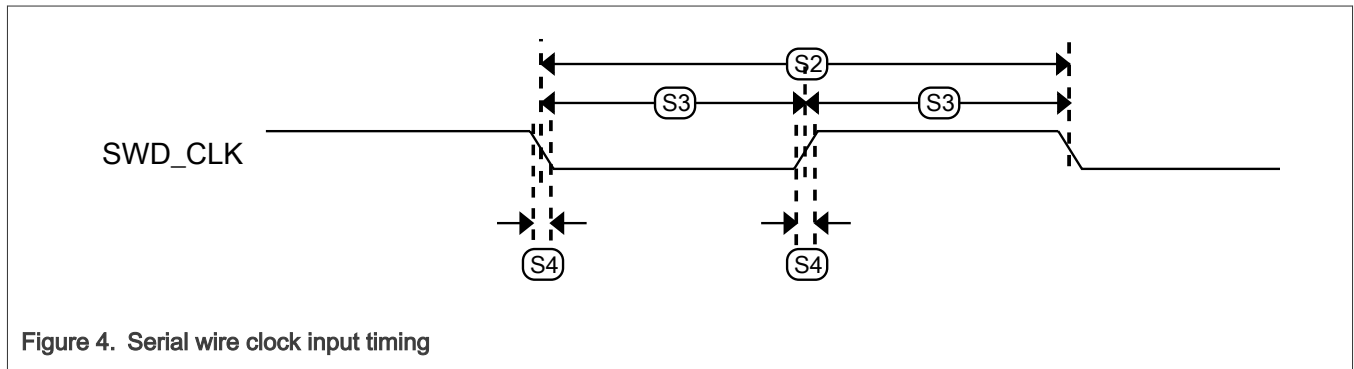 S2
S3 S3
SWD_CLK
S4 S4
Figure 4. Serial wire clock input timing